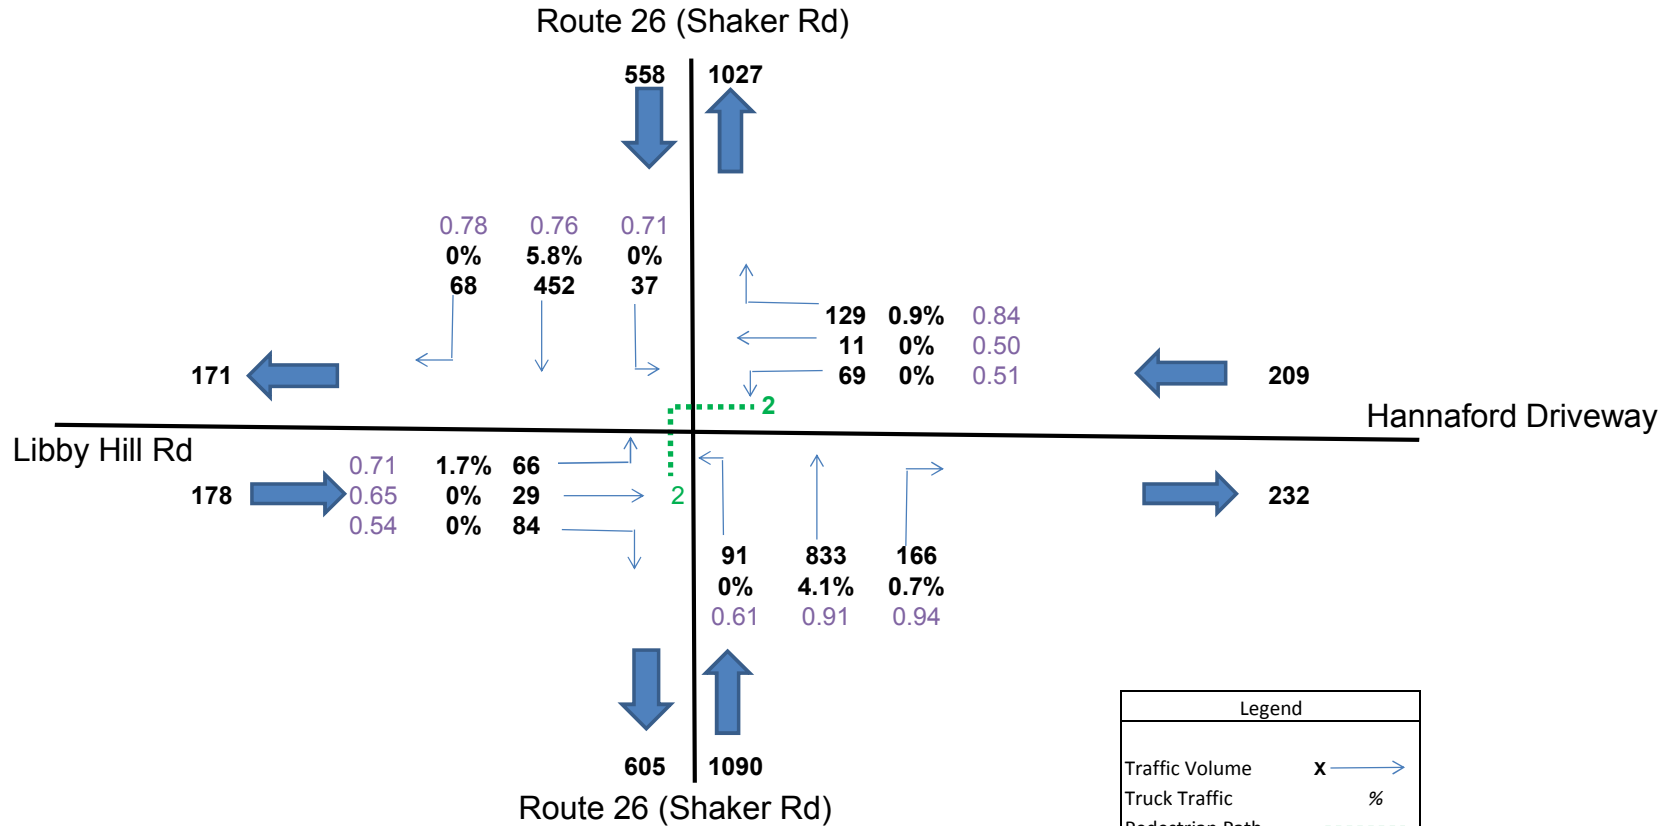 Route 26 (Shaker Rd)
558 1027
0.78 0.76 0.71
0% 5.8% 0%
68 452 37
129 0.9% 0.84
11 0% 0.50
69 0% 0.51
171
209
2
Hannaford Driveway
Libby Hill Rd
0.71 1.7% 66
178 0.65 0% 29
0.54 0% 84
2
232
91 833 166
0% 4.1% 0.7%
0.61 0.91 0.94
605 1090
Route 26 (Shaker Rd)
Legend
Traffic Volume X
Truck Traffic %
Pedestrian Path